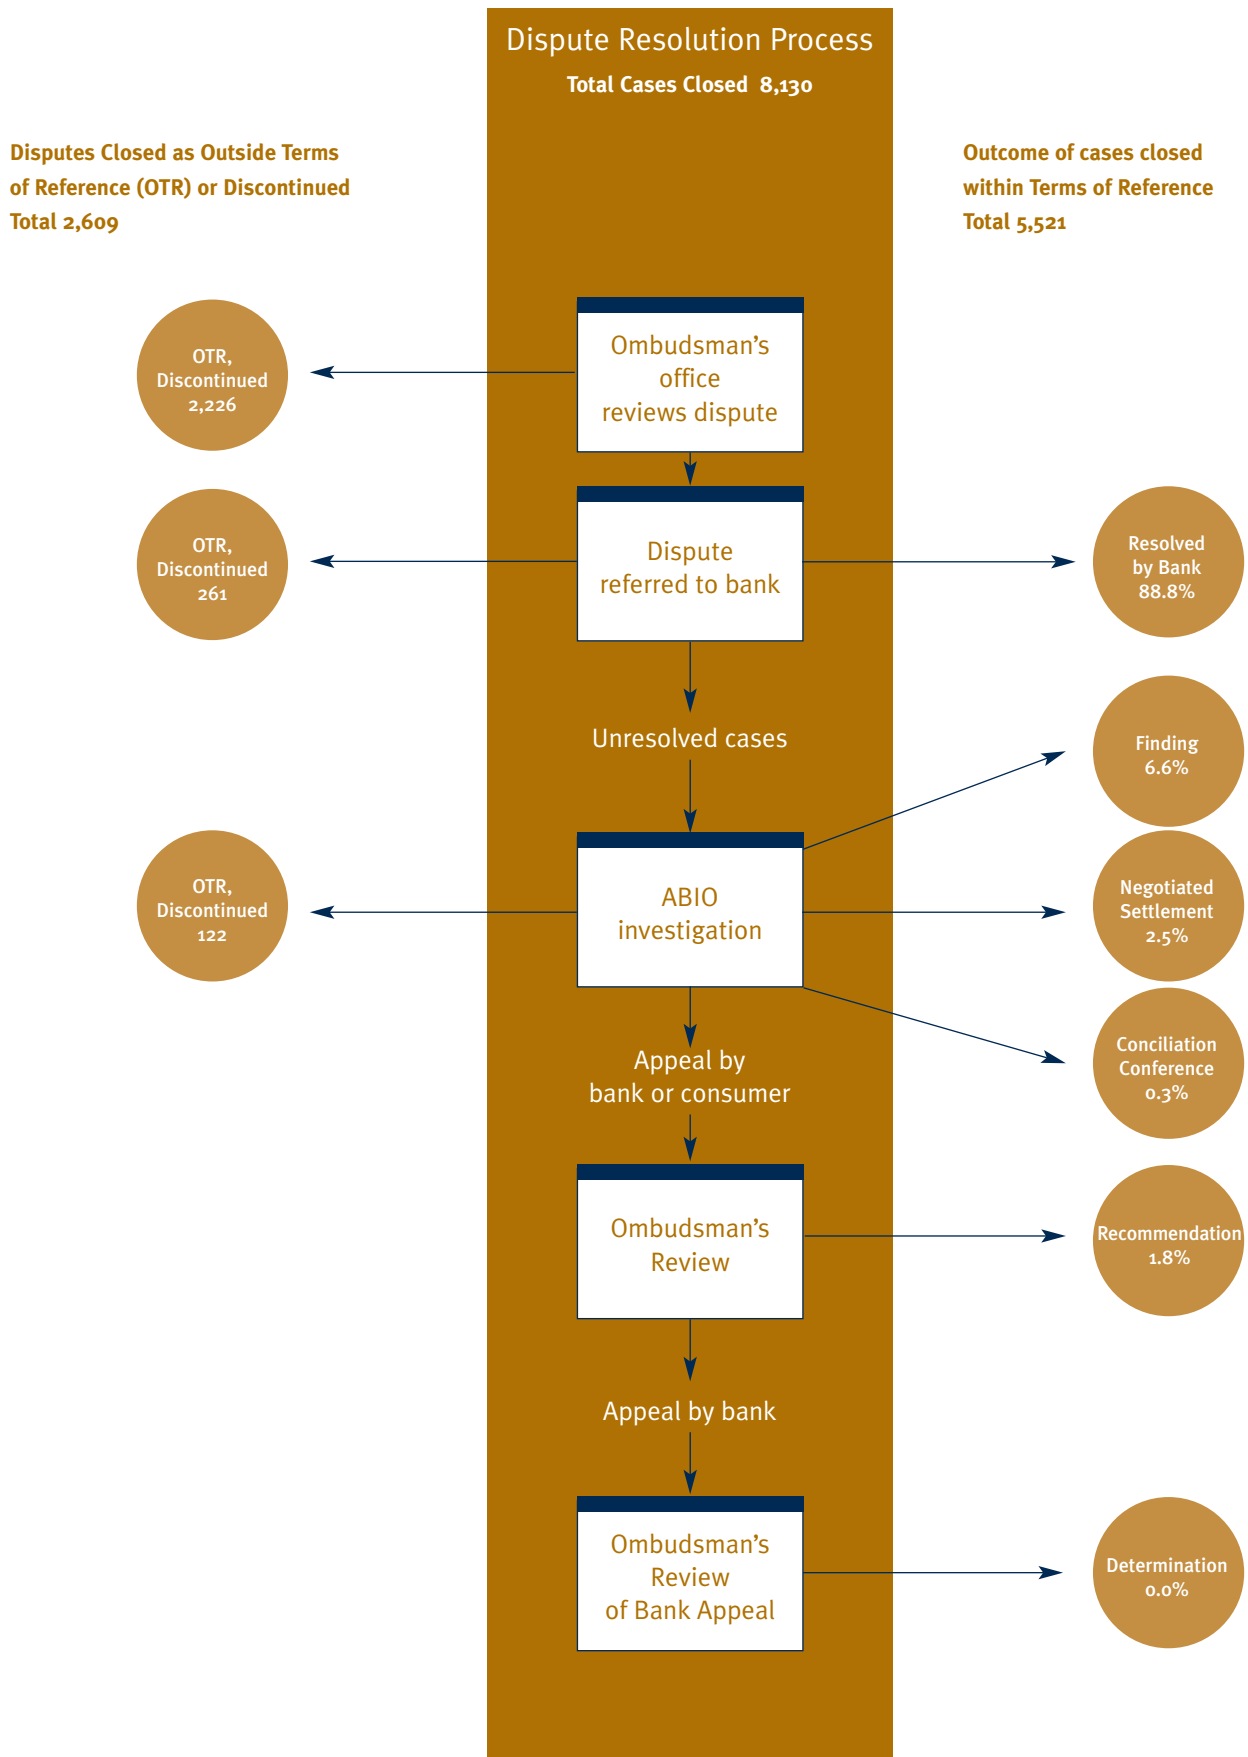 Dispute Resolution Process
Total Cases Closed 8,130
Disputes Closed as Outside Terms
of Reference (OTR) or Discontinued
Total 2,609
Outcome of cases closed
within Terms of Reference
Total 5,521
OTR,
Discontinued
2,226
Ombudsman’s
office
reviews dispute
OTR,
Discontinued
261
Dispute
referred to bank
Resolved
by Bank
88.8%
Unresolved cases
Finding
6.6%
OTR,
Discontinued
122
ABIO
investigation
Negotiated
Settlement
2.5%
Conciliation
Conference
0.3%
Appeal by
bank or consumer
Ombudsman’s
Review
Recommendation
1.8%
Appeal by bank
Ombudsman’s
Review
of Bank Appeal
Determination
0.0%